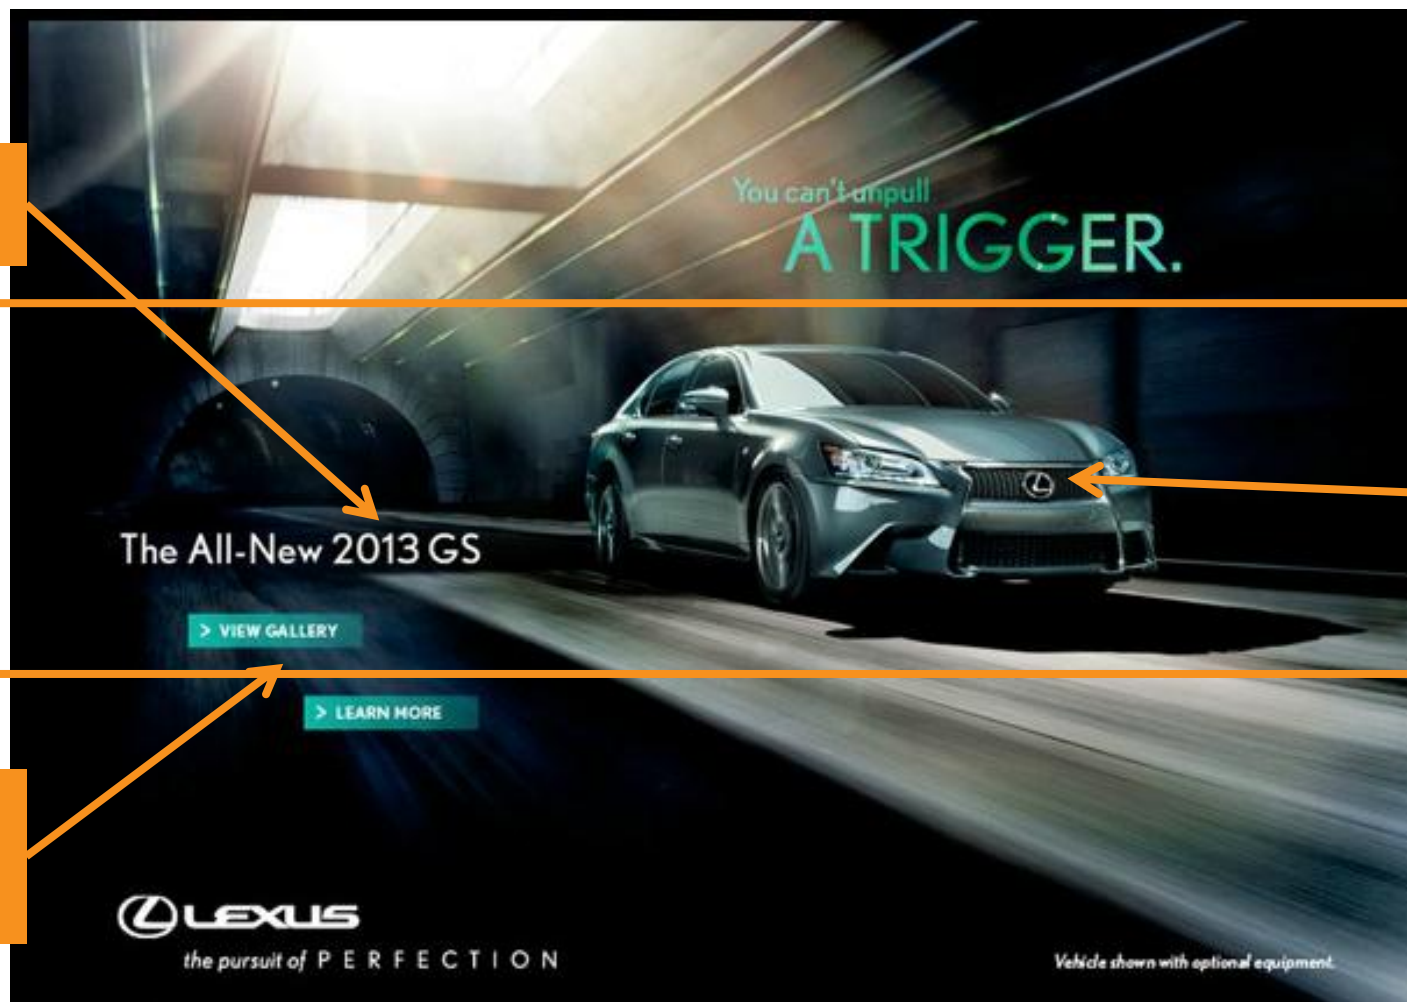 You can't unpull
A TRIGGER.
The All-New 2013 GS
> VIEW GALLERY
> LEARN MORE
LEXUS
the pursuit of PERFECTION
Vehicle shown with optional equipment.